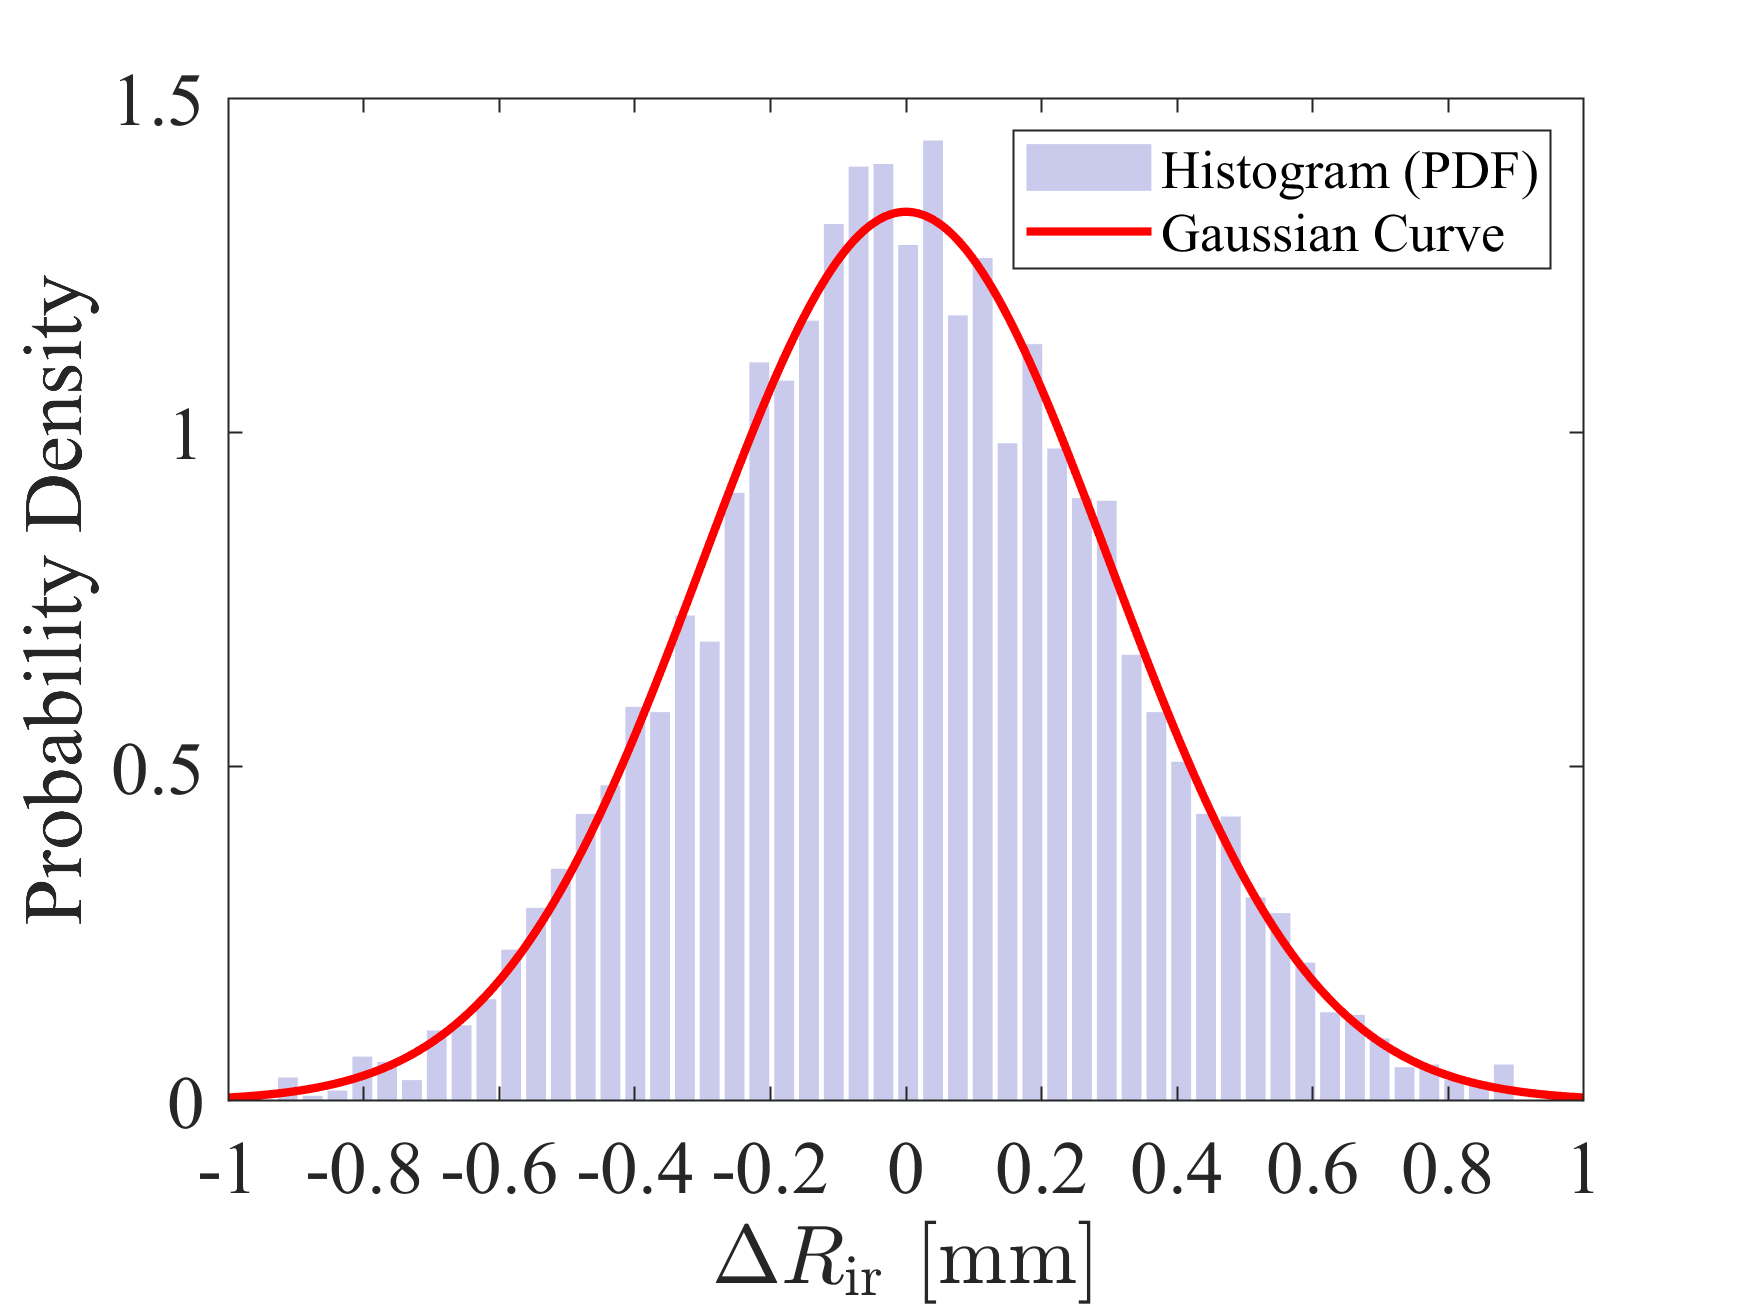 1.5
1
0.5
0
Probability Density
Histogram (PDF)
Gaussian Curve
-1 -0.8 -0.6 -0.4 -0.2 0 0.2 0.4 0.6 0.8 1
ΔR_ir [mm]